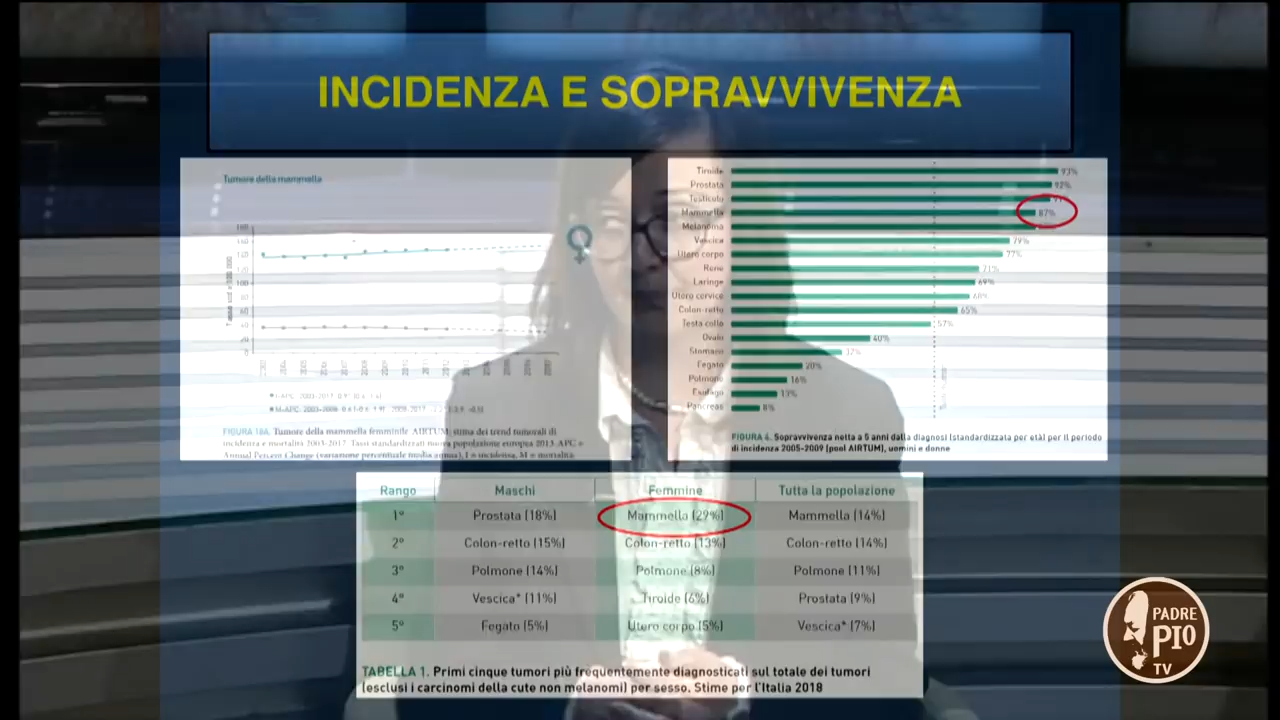 INCIDENZA E SOPRAVVIVENZA
Tumore della mammella
FIGURA 18A. Tumore della mammella femminile AIRTUM: stima dei trend temporali di
incidenza e mortalità 2003-2017. Tassi standardizzati nuova popolazione europea 2013. APC =
Annual Percent Change (variazione percentuale media annua), I = incidenza, M = mortalità
Tiroide 93%
Prostata 92%
Testicolo
Mammella 87%
Melanoma
Vescica 79%
Utero corpo 77%
Rene 71%
Laringe 69%
Utero cervice 68%
Colon-retto 65%
Testa collo 57%
Ovaio 40%
Stomaco 32%
Fegato 20%
Polmone 16%
Esofago 13%
Pancreas 8%
FIGURA 4. Sopravvivenza netta a 5 anni dalla diagnosi (standardizzata per età) per il periodo
di incidenza 2005-2009 (pool AIRTUM), uomini e donne
Rango Maschi Femmine Tutta la popolazione
1° Prostata (18%) Mammella (29%) Mammella (14%)
2° Colon-retto (15%) Colon-retto (13%) Colon-retto (14%)
3° Polmone (14%) Polmone (8%) Polmone (11%)
4° Vescica* (11%) Tiroide (6%) Prostata (9%)
5° Fegato (5%) Utero corpo (5%) Vescica* (7%)
TABELLA 1. Primi cinque tumori più frequentemente diagnosticati sul totale dei tumori
(esclusi i carcinomi della cute non melanomi) per sesso. Stime per l'Italia 2018
PADRE
PIO
TV